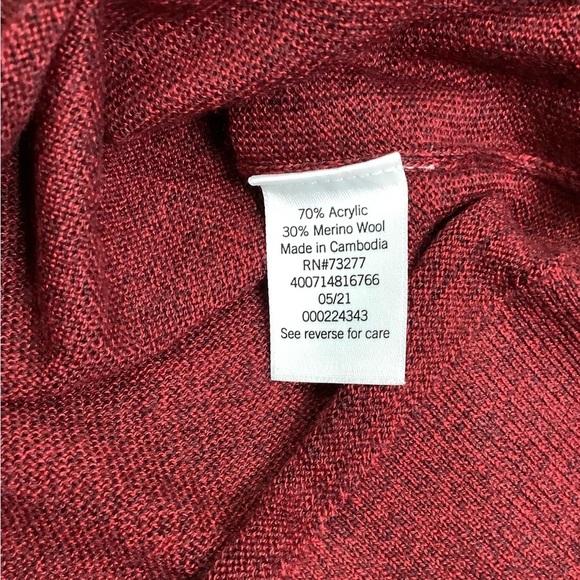 70% Acrylic
30% Merino Wool
Made in Cambodia
RN#73277
400714816766
05/21
000224343
See reverse for care